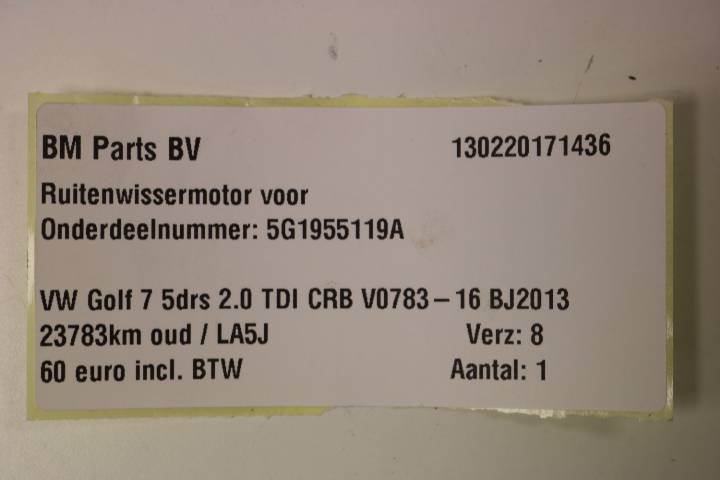 BM Parts BV 130220171436
Ruitenwissermotor voor
Onderdeelnummer: 5G1955119A
VW Golf 7 5drs 2.0 TDI CRB V0783-16 BJ2013
23783km oud / LA5J Verz: 8
60 euro incl. BTW Aantal: 1